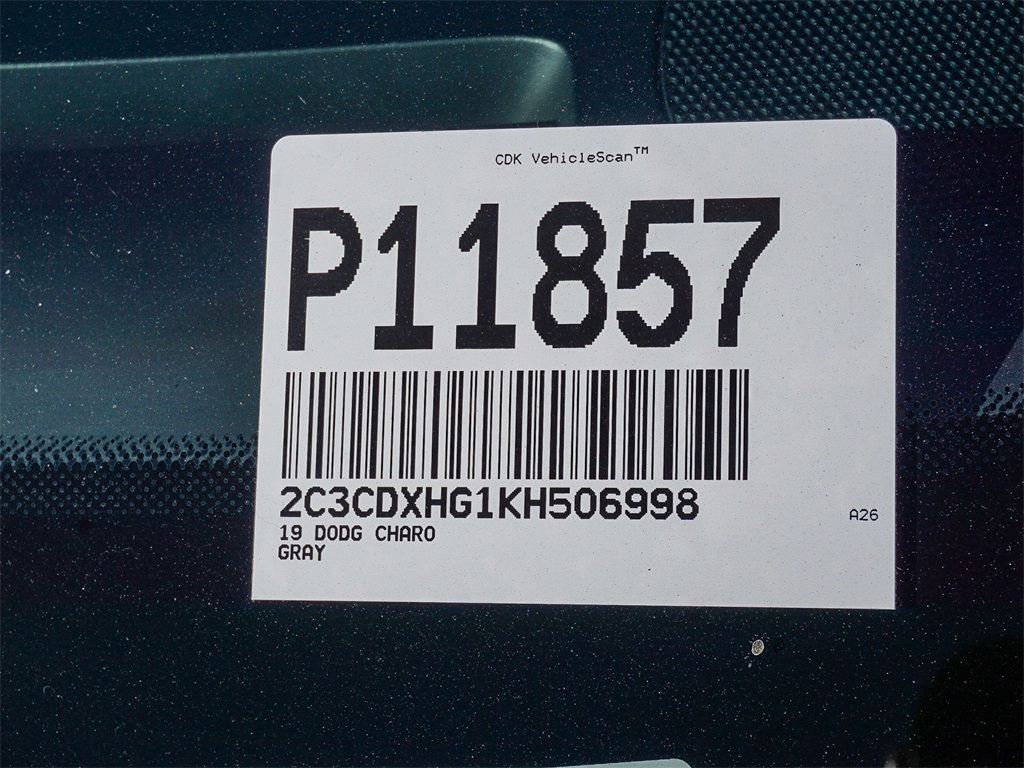 CDK VehicleScan™
P11857
2C3CDXHG1KH506998
A26
19 DODG CHARO
GRAY